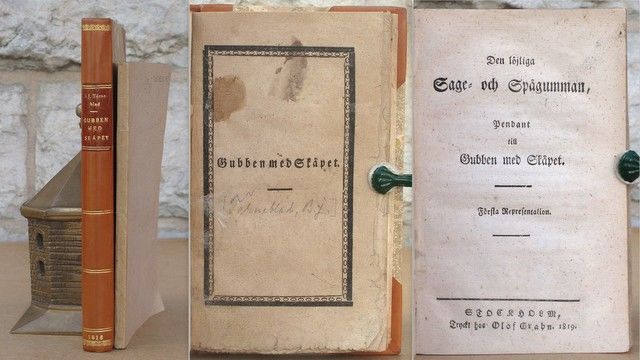 GUBBEN
MED
SKÅPET
1816
Gubben med Skåpet.
Den löjliga
Sage- och Spågumman,
Pendant
till
Gubben med Skåpet.
Första Representation.
STOCKHOLM,
Tryckt hos Olof Grahn. 1819.